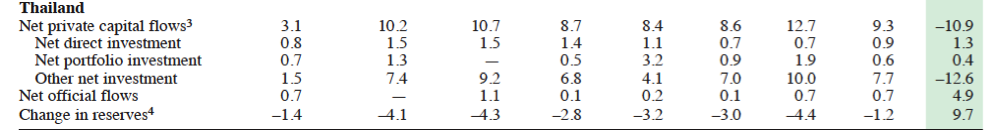 Thailand
Net private capital flows³ 3.1 10.2 10.7 8.7 8.4 8.6 12.7 9.3 –10.9
Net direct investment 0.8 1.5 1.5 1.4 1.1 0.7 0.7 0.9 1.3
Net portfolio investment 0.7 1.3 — 0.5 3.2 0.9 1.9 0.6 0.4
Other net investment 1.5 7.4 9.2 6.8 4.1 7.0 10.0 7.7 –12.6
Net official flows 0.7 — 1.1 0.1 0.2 0.1 0.7 0.7 4.9
Change in reserves⁴ –1.4 –4.1 –4.3 –2.8 –3.2 –3.0 –4.4 –1.2 9.7